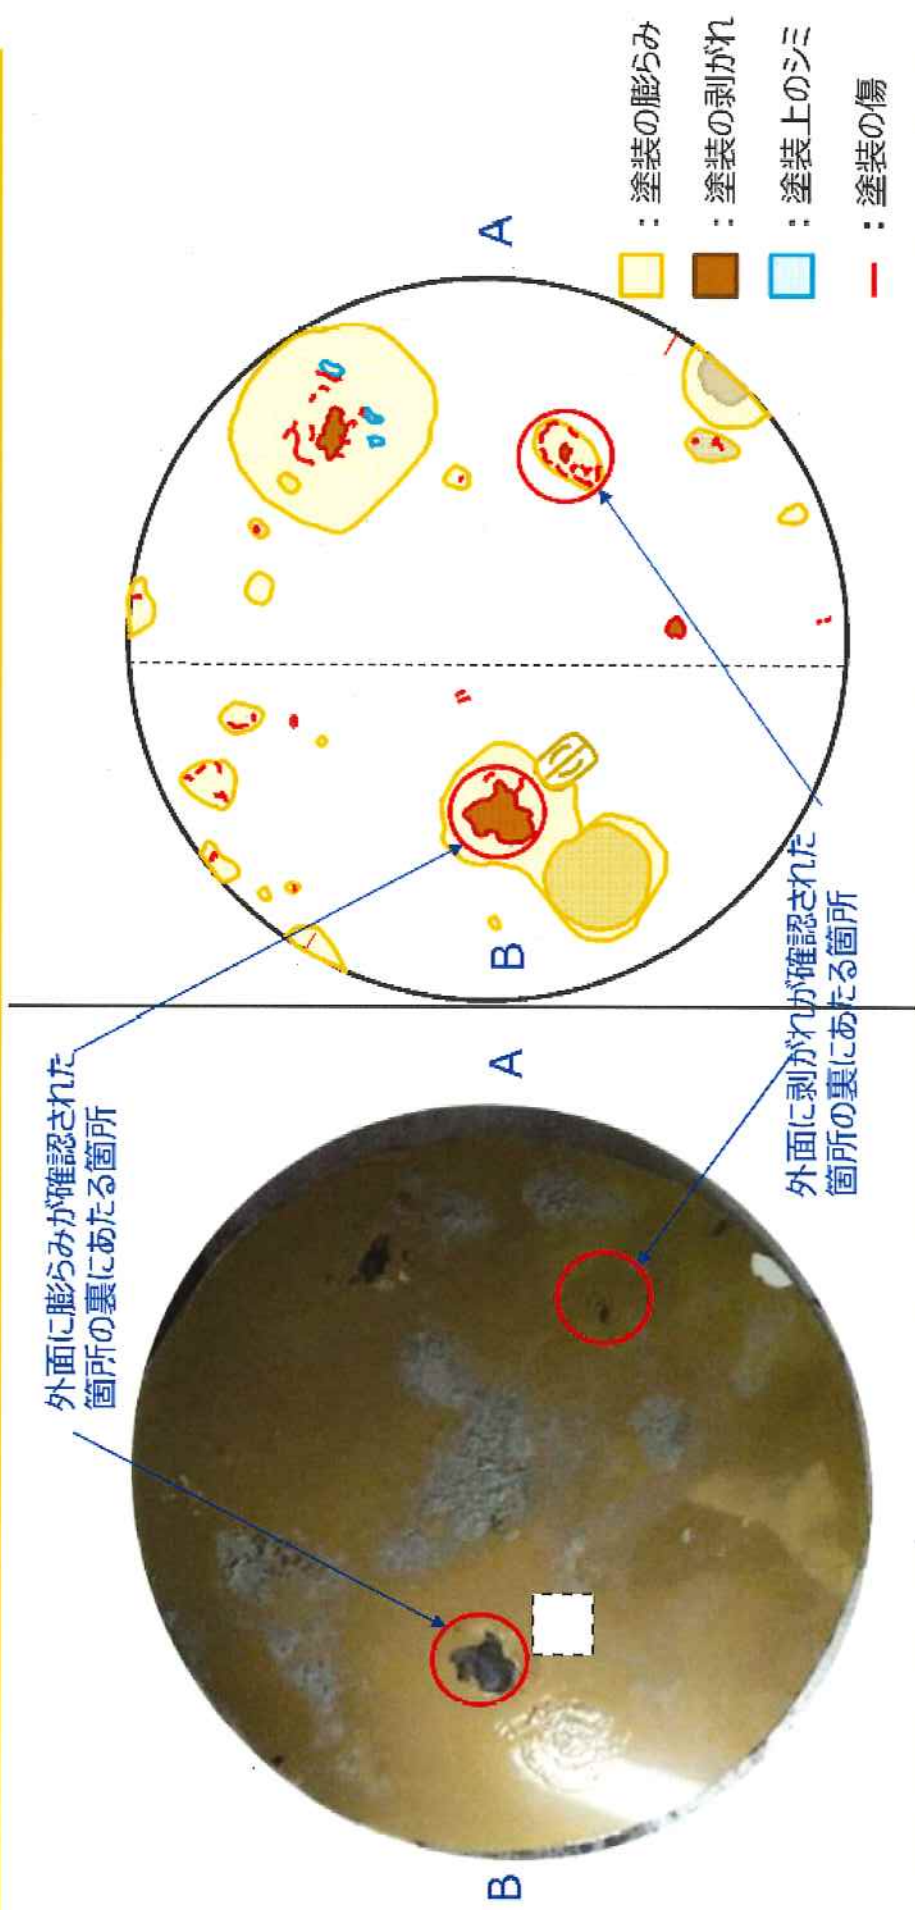 外面に膨らみが確認された
箇所の裏にあたる箇所
B
A
外面に剥がれが確認された
箇所の裏にあたる箇所
B
A
：塗装の膨らみ
：塗装の剥がれ
：塗装上のシミ
：塗装の傷